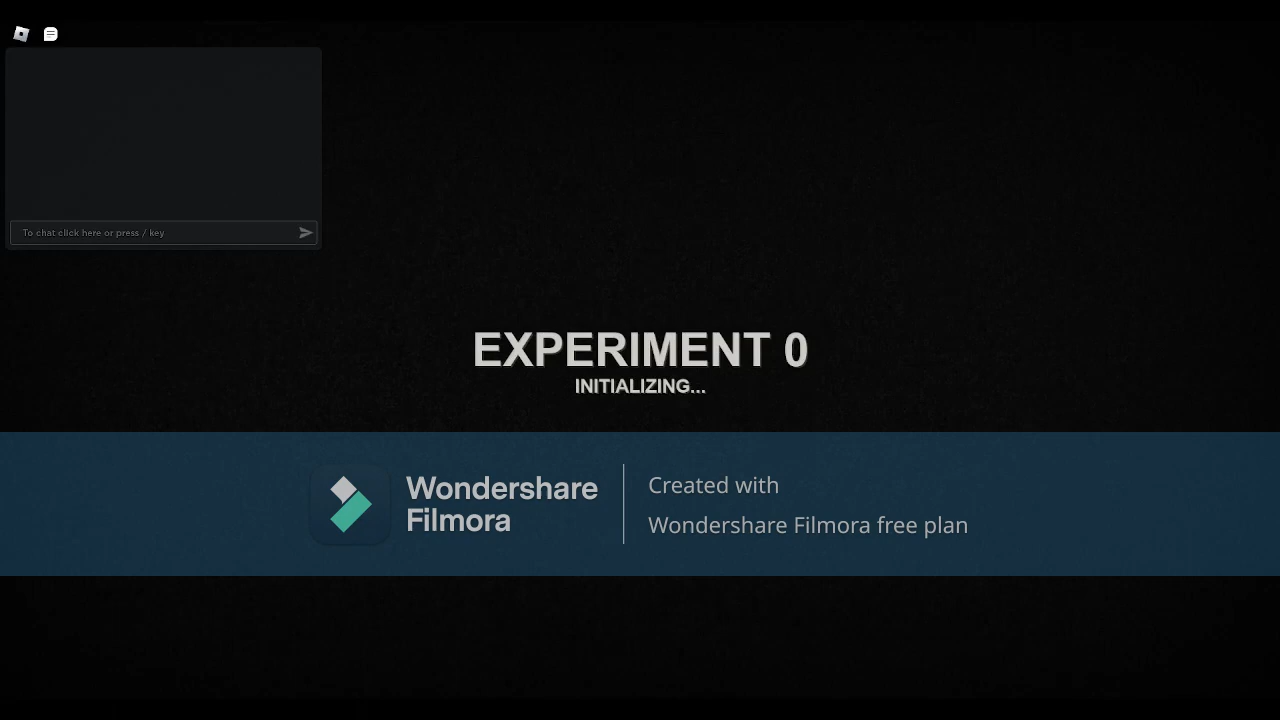 To chat click here or press / key
EXPERIMENT 0
INITIALIZING...
Wondershare
Filmora
Created with
Wondershare Filmora free plan